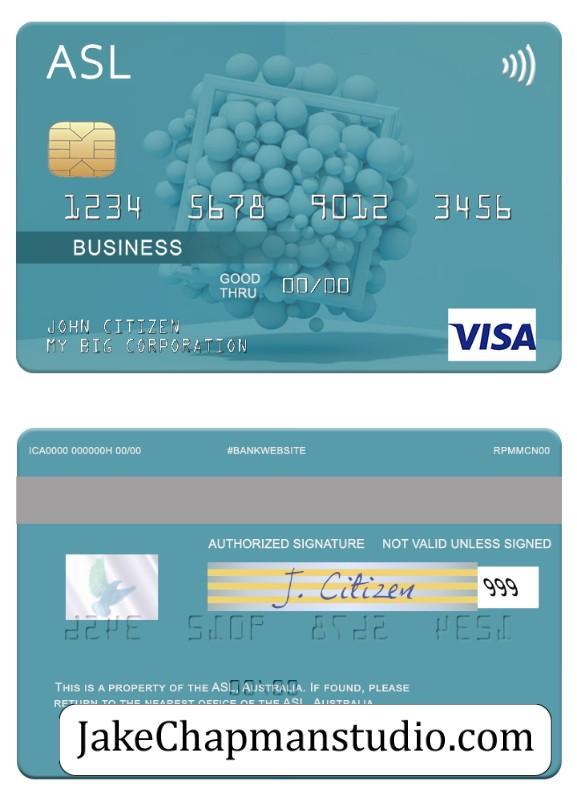 ASL
1234 5678 9012 3456
BUSINESS
GOOD
THRU
00/00
JOHN CITIZEN
MY BIG CORPORATION
VISA
ICA0000 000000H 00/00 #BANKWEBSITE RPMMCN00
AUTHORIZED SIGNATURE NOT VALID UNLESS SIGNED
J. Citizen 999
THIS IS A PROPERTY OF THE ASL, AUSTRALIA. IF FOUND, PLEASE
RETURN TO THE NEAREST OFFICE OF THE ASL, AUSTRALIA
JakeChapmanstudio.com